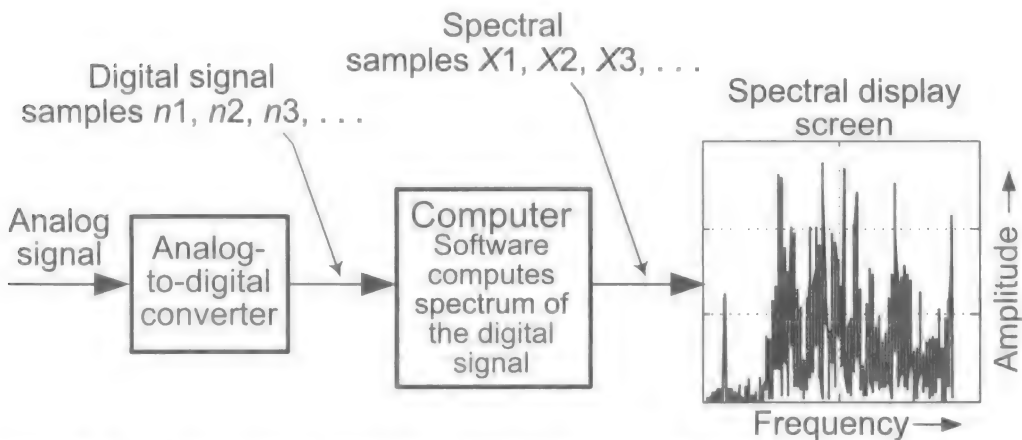 Spectral
samples X1, X2, X3, . . .
Digital signal
samples n1, n2, n3, . . .
Spectral display
screen
Analog
signal
Analog-
to-digital
converter
Computer
Software
computes
spectrum of
the digital
signal
Amplitude
Frequency